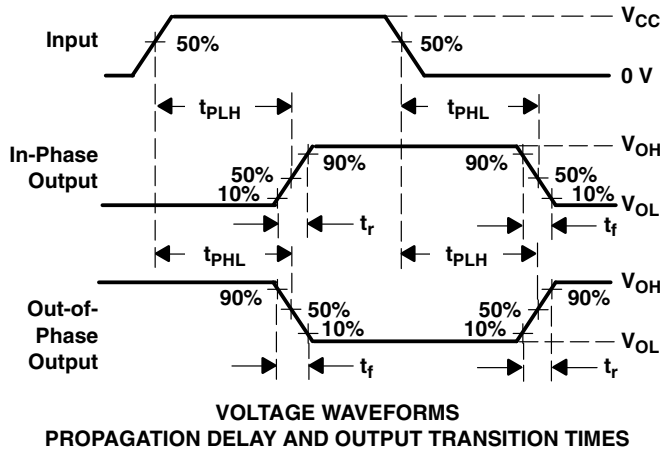 V_CC
Input
50%
50%
0 V
t_PLH
t_PHL
In-Phase
Output
50%
10%
90%
90%
50%
10%
V_OH
V_OL
t_r
t_f
t_PHL
t_PLH
Out-of-
Phase
Output
90%
50%
10%
50%
10%
90%
V_OH
V_OL
t_f
t_r
VOLTAGE WAVEFORMS
PROPAGATION DELAY AND OUTPUT TRANSITION TIMES